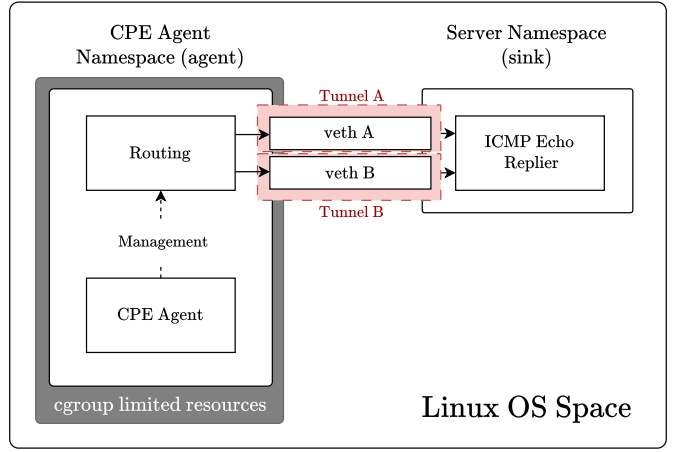 CPE Agent
Namespace (agent)
Server Namespace
(sink)
Tunnel A
veth A
Routing
ICMP Echo
Replier
veth B
Tunnel B
Management
CPE Agent
cgroup limited resources
Linux OS Space